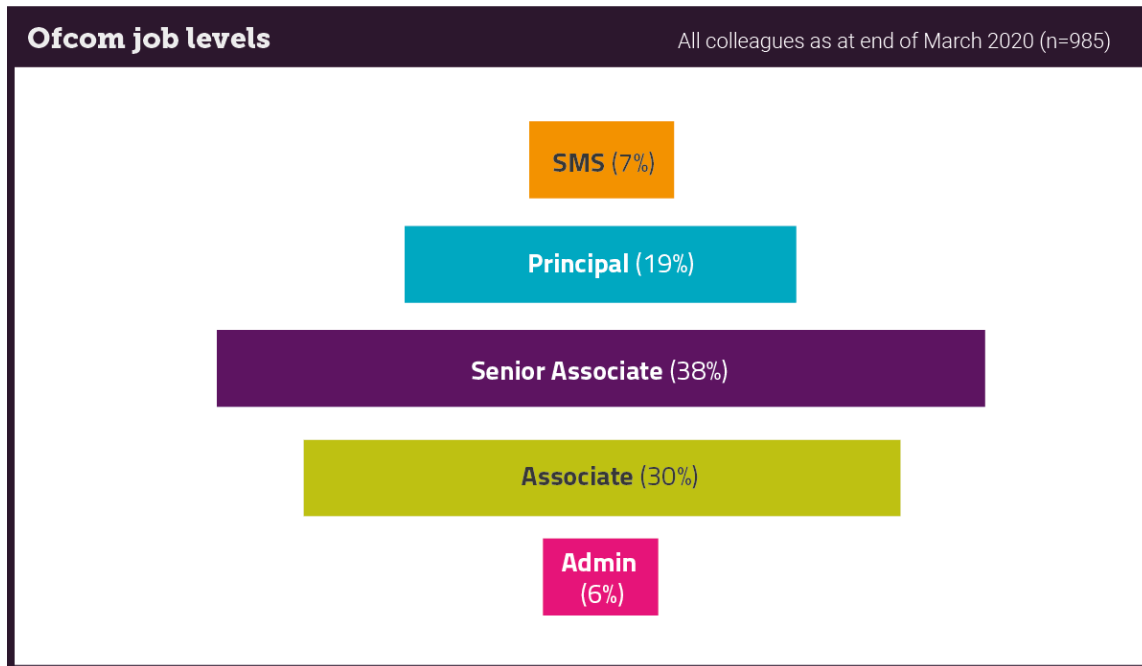 Ofcom job levels
All colleagues as at end of March 2020 (n=985)
SMS (7%)
Principal (19%)
Senior Associate (38%)
Associate (30%)
Admin
(6%)